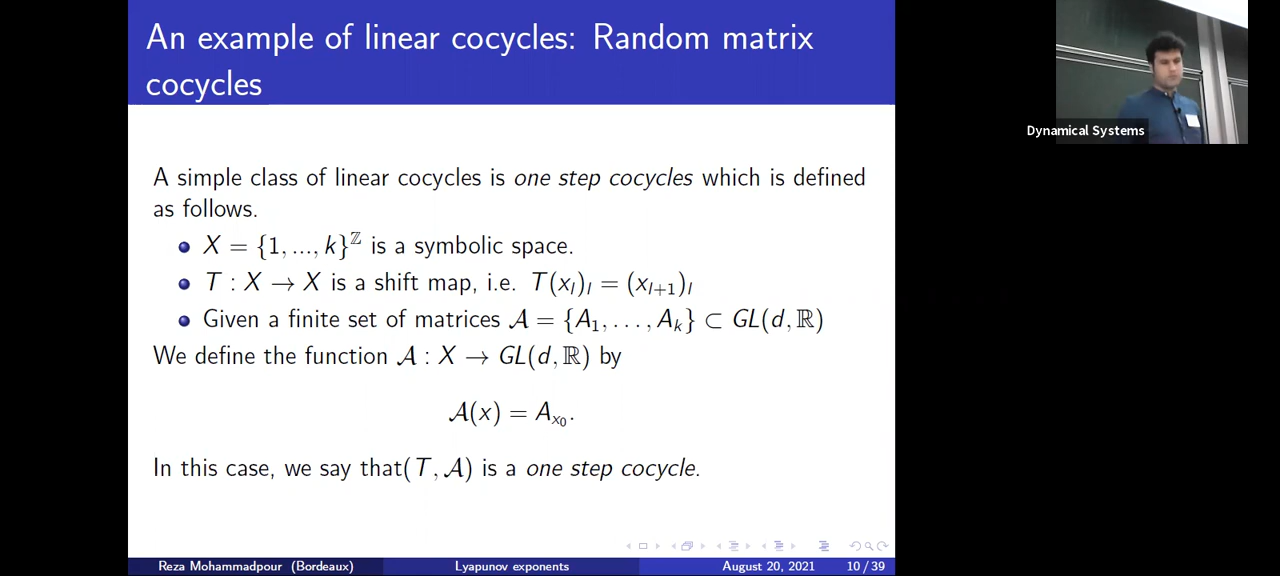 An example of linear cocycles: Random matrix
cocycles
A simple class of linear cocycles is one step cocycles which is defined
as follows.
X = {1, ..., k}^ℤ is a symbolic space.
T : X → X is a shift map, i.e. T(x_l)_l = (x_{l+1})_l
Given a finite set of matrices 𝒜 = {A_1, . . . , A_k} ⊂ GL(d, ℝ)
We define the function 𝒜 : X → GL(d, ℝ) by
𝒜(x) = A_{x_0}.
In this case, we say that(T, 𝒜) is a one step cocycle.
Reza Mohammadpour (Bordeaux) Lyapunov exponents August 20, 2021 10 / 39
Dynamical Systems